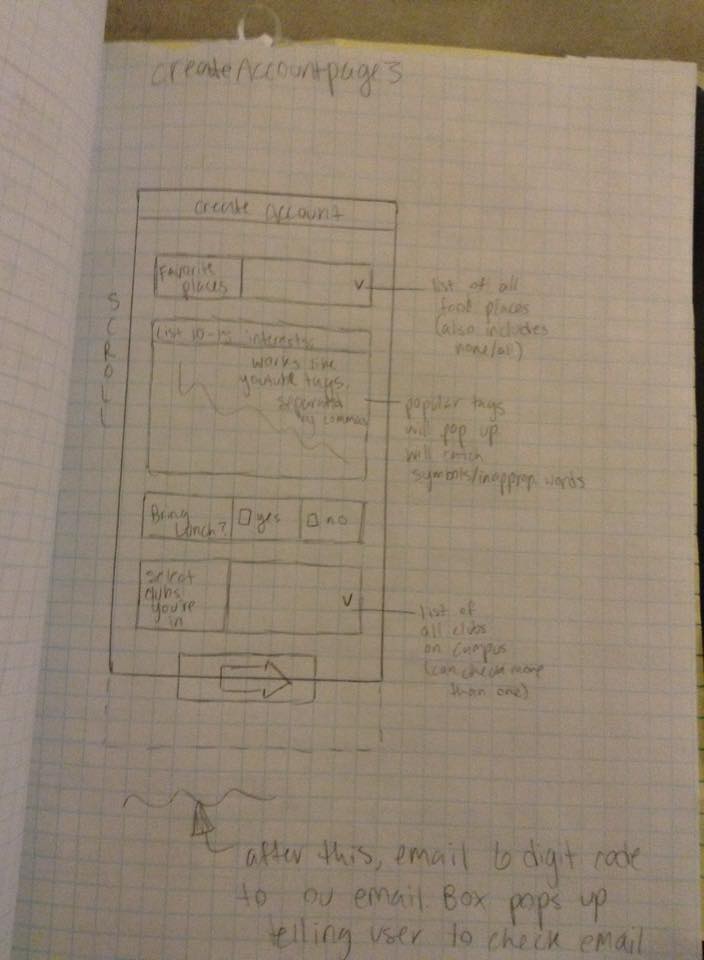 createAccountpage3
create Account
Favorite
places
V
list of all
food places
(also includes
none/all)
SCROLL
List 10-15 interests:
works like
youtube tags,
separated
by commas
popular tags
will pop up
will catch
symbols/inapprop words
Bring
Lunch?
yes
no
select
clubs
you're
in
V
list of
all clubs
on campus
(can check more
than one)
after this, email 6 digit code
to ou email. Box pops up
telling user to check email